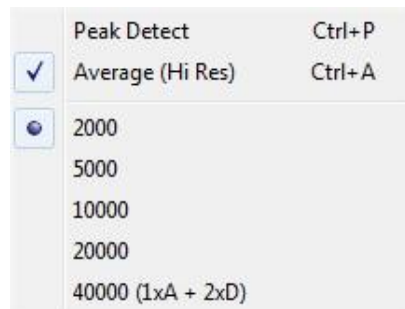 Peak Detect Ctrl+P
Average (Hi Res) Ctrl+A
2000
5000
10000
20000
40000 (1xA + 2xD)